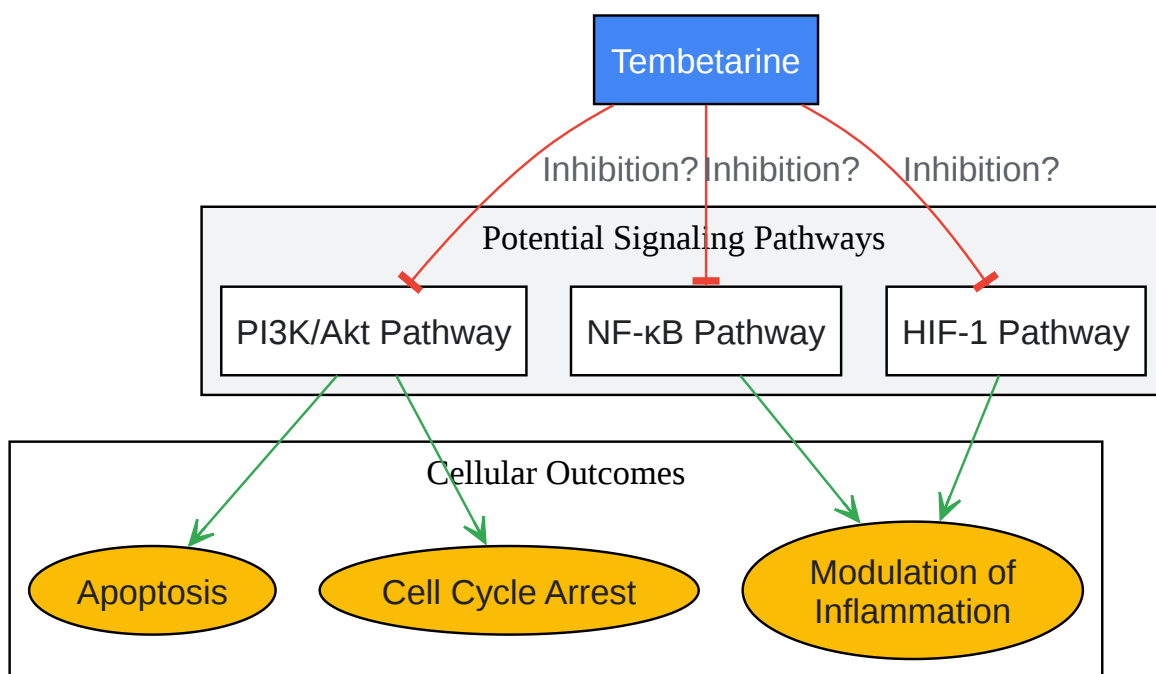 Tembetarine
Inhibition? Inhibition? Inhibition?
Potential Signaling Pathways
PI3K/Akt Pathway
NF-κB Pathway
HIF-1 Pathway
Cellular Outcomes
Apoptosis
Cell Cycle Arrest
Modulation of
Inflammation